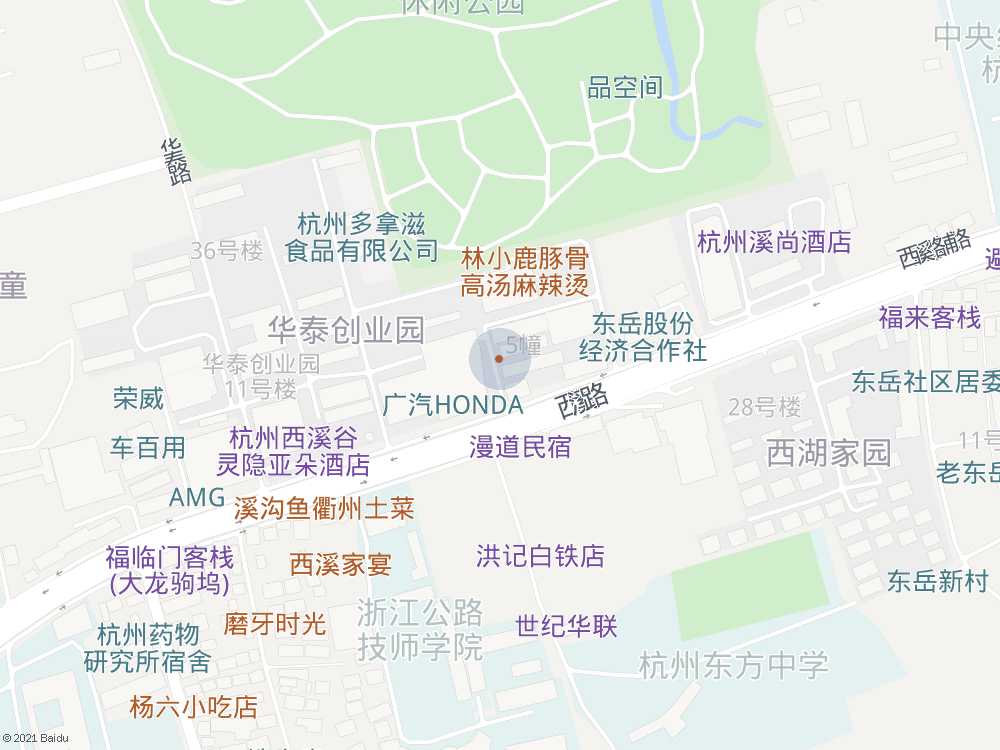 休闲公园
中央
杭
品空间
华泰路
36号楼
杭州多拿滋
食品有限公司
林小鹿豚骨
高汤麻辣烫
杭州溪尚酒店
西溪路辅路
童
华泰创业园
5幢
东岳股份
经济合作社
福来客栈
华泰创业园
11号楼
荣威
广汽HONDA
西溪路
28号楼
东岳社区居委
车百用
杭州西溪谷
灵隐亚朵酒店
漫道民宿
西湖家园
11号
老东岳
AMG
溪沟鱼衢州土菜
福临门客栈
(大龙驹坞)
西溪家宴
洪记白铁店
东岳新村
磨牙时光
浙江公路
技师学院
世纪华联
杭州药物
研究所宿舍
杭州东方中学
杨六小吃店
© 2021 Baidu